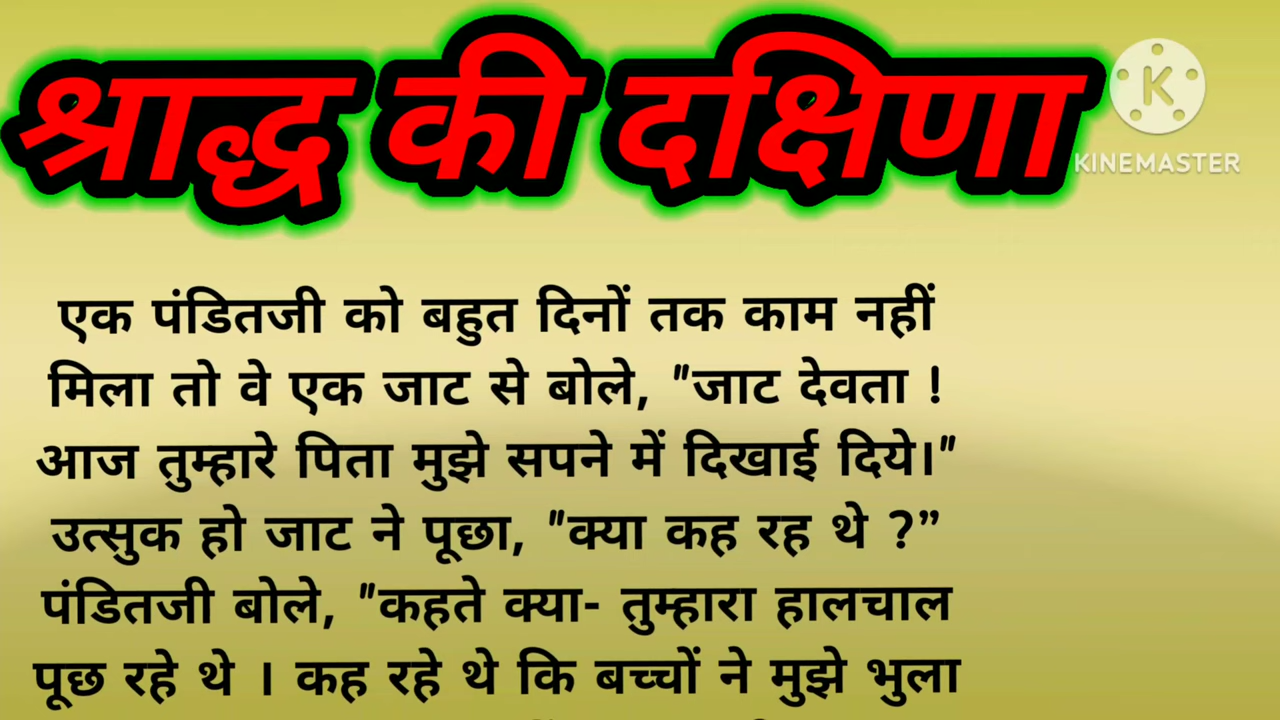 श्राद्ध की दक्षिणा
KINEMASTER
एक पंडितजी को बहुत दिनों तक काम नहीं
मिला तो वे एक जाट से बोले, "जाट देवता !
आज तुम्हारे पिता मुझे सपने में दिखाई दिये।"
उत्सुक हो जाट ने पूछा, "क्या कह रह थे ?”
पंडितजी बोले, "कहते क्या- तुम्हारा हालचाल
पूछ रहे थे । कह रहे थे कि बच्चों ने मुझे भुला